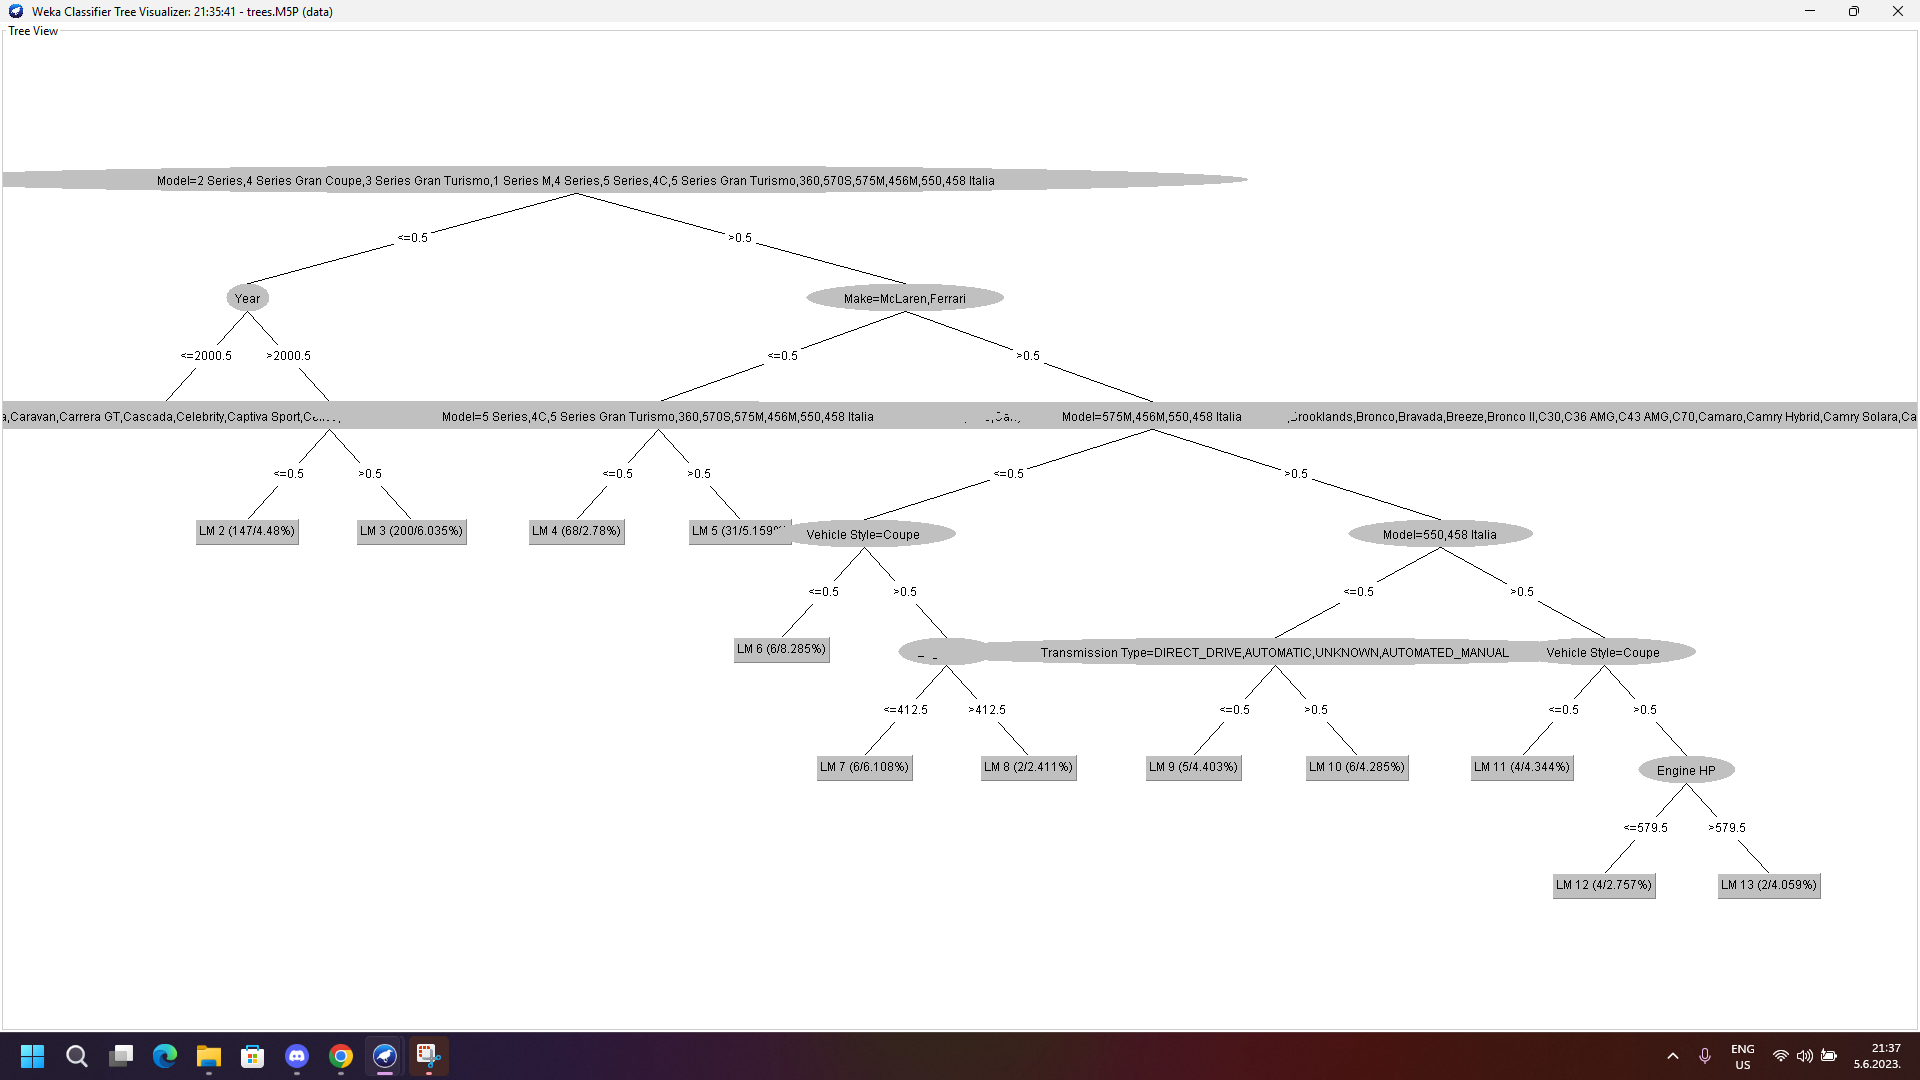 Weka Classifier Tree Visualizer: 21:35:41 - trees.M5P (data)
Tree View
Model=2 Series,4 Series Gran Coupe,3 Series Gran Turismo,1 Series M,4 Series,5 Series,4C,5 Series Gran Turismo,360,570S,575M,456M,550,458 Italia
<=0.5
>0.5
Year
Make=McLaren,Ferrari
<=2000.5
>2000.5
<=0.5
>0.5
a,Caravan,Carrera GT,Cascada,Celebrity,Captiva Sport,
Model=5 Series,4C,5 Series Gran Turismo,360,570S,575M,456M,550,458 Italia
Model=575M,456M,550,458 Italia
,Brooklands,Bronco,Bravada,Breeze,Bronco II,C30,C36 AMG,C43 AMG,C70,Camaro,Camry Hybrid,Camry Solara,Ca
<=0.5
>0.5
<=0.5
>0.5
<=0.5
>0.5
LM 2 (147/4.48%)
LM 3 (200/6.035%)
LM 4 (68/2.78%)
LM 5 (31/5.159%
Vehicle Style=Coupe
Model=550,458 Italia
<=0.5
>0.5
<=0.5
>0.5
LM 6 (6/8.285%)
Transmission Type=DIRECT_DRIVE,AUTOMATIC,UNKNOWN,AUTOMATED_MANUAL
Vehicle Style=Coupe
<=412.5
>412.5
<=0.5
>0.5
<=0.5
>0.5
LM 7 (6/6.108%)
LM 8 (2/2.411%)
LM 9 (5/4.403%)
LM 10 (6/4.285%)
LM 11 (4/4.344%)
Engine HP
<=579.5
>579.5
LM 12 (4/2.757%)
LM 13 (2/4.059%)
ENG
US
21:37
5.6.2023.